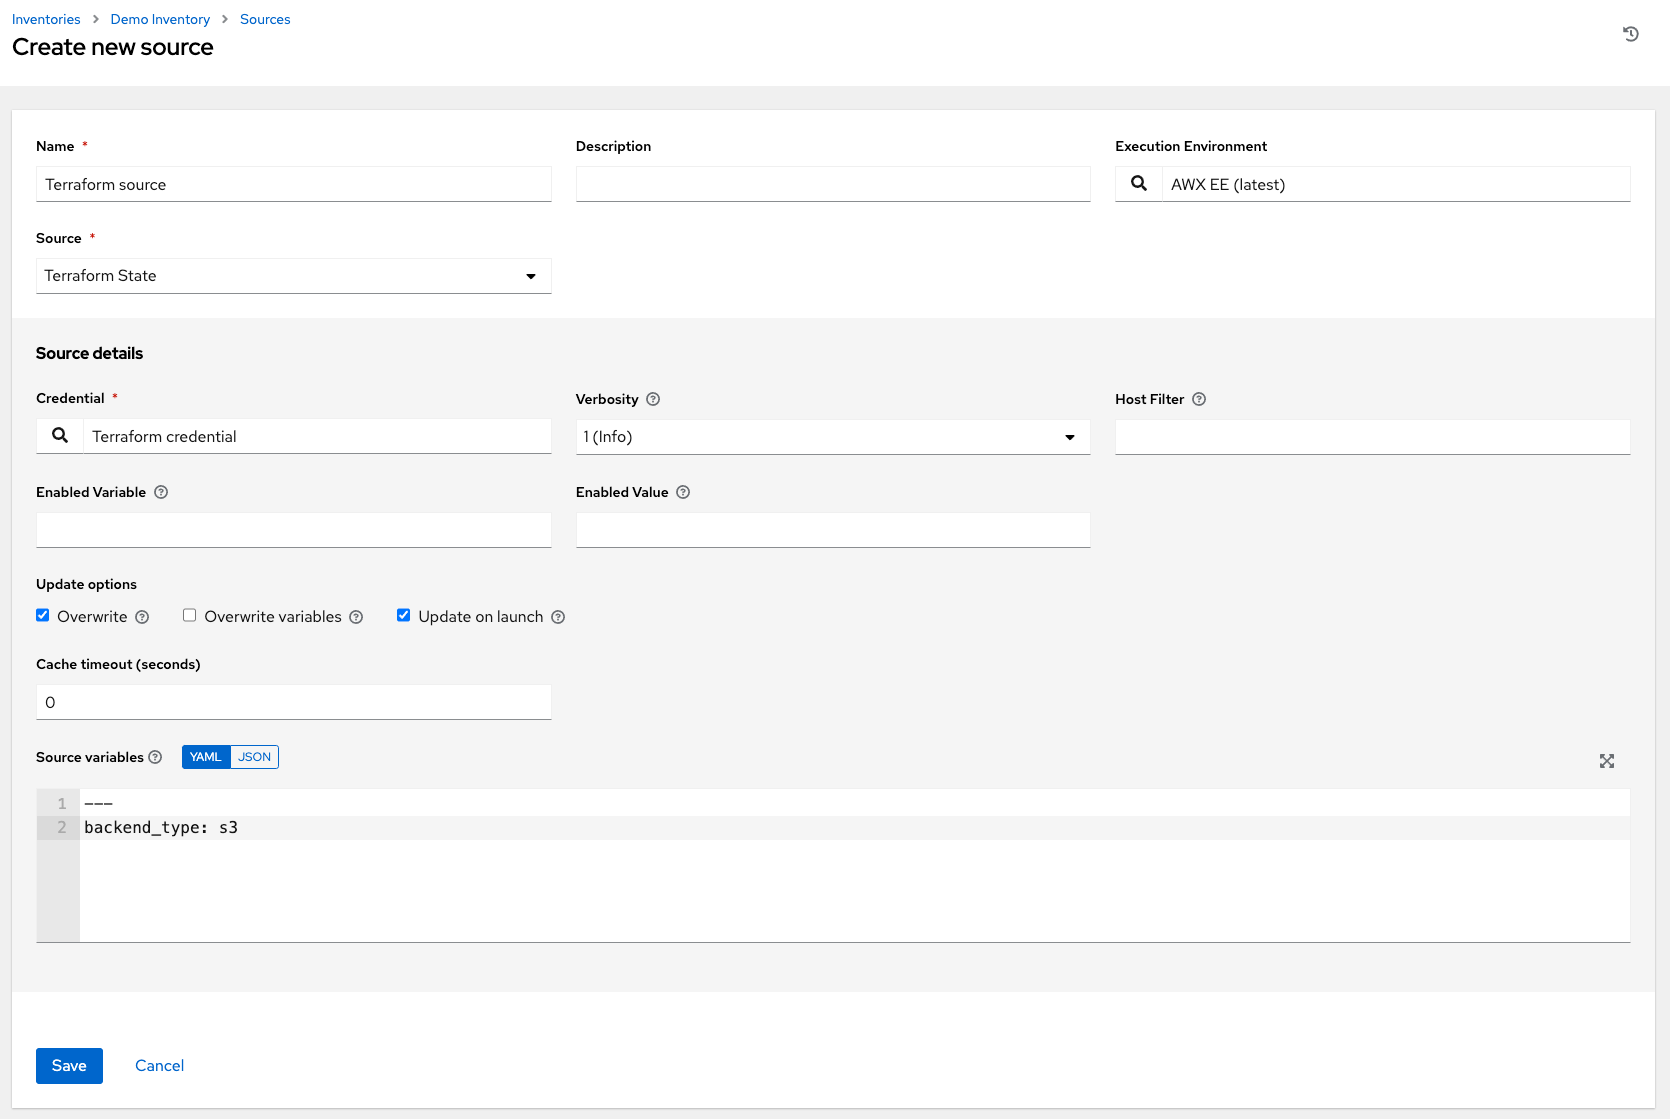 Inventories > Demo Inventory > Sources
Create new source
Name *
Description
Execution Environment
Terraform source
AWX EE (latest)
Source *
Terraform State
Source details
Credential *
Verbosity
Host Filter
Terraform credential
1 (Info)
Enabled Variable
Enabled Value
Update options
Overwrite
Overwrite variables
Update on launch
Cache timeout (seconds)
0
Source variables
YAML
JSON
1 ---
2 backend_type: s3
Save
Cancel